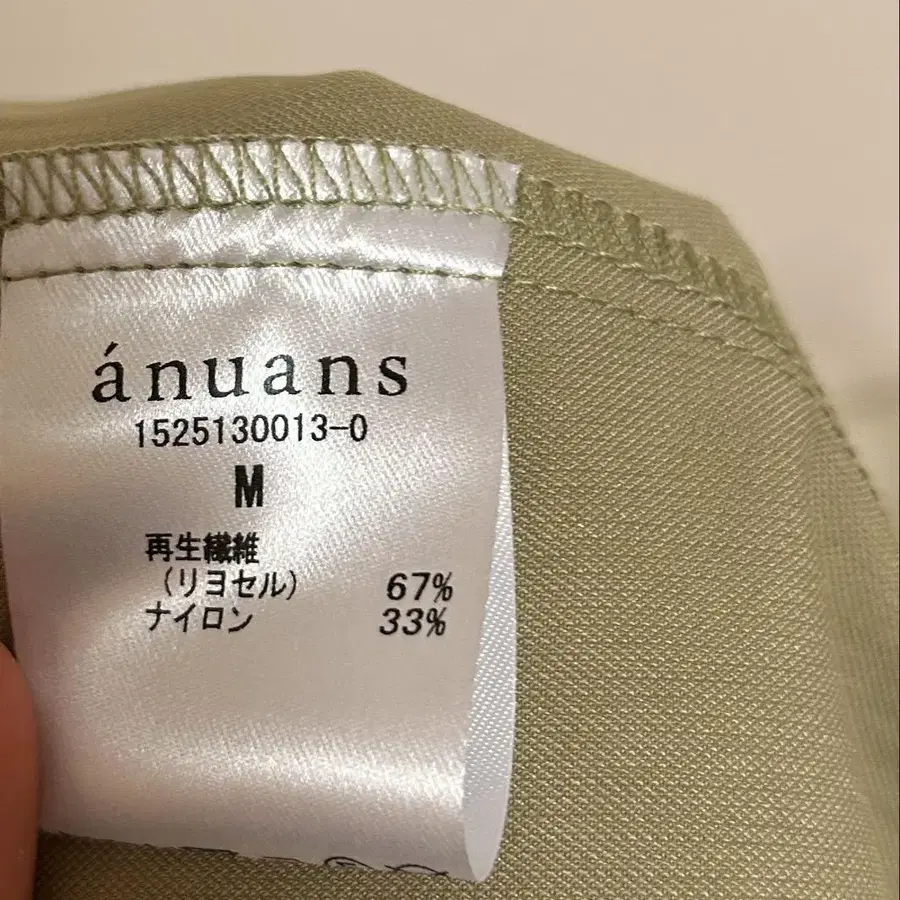 ánuans
1525130013-0
M
再生繊維
(リヨセル) 67%
ナイロン 33%